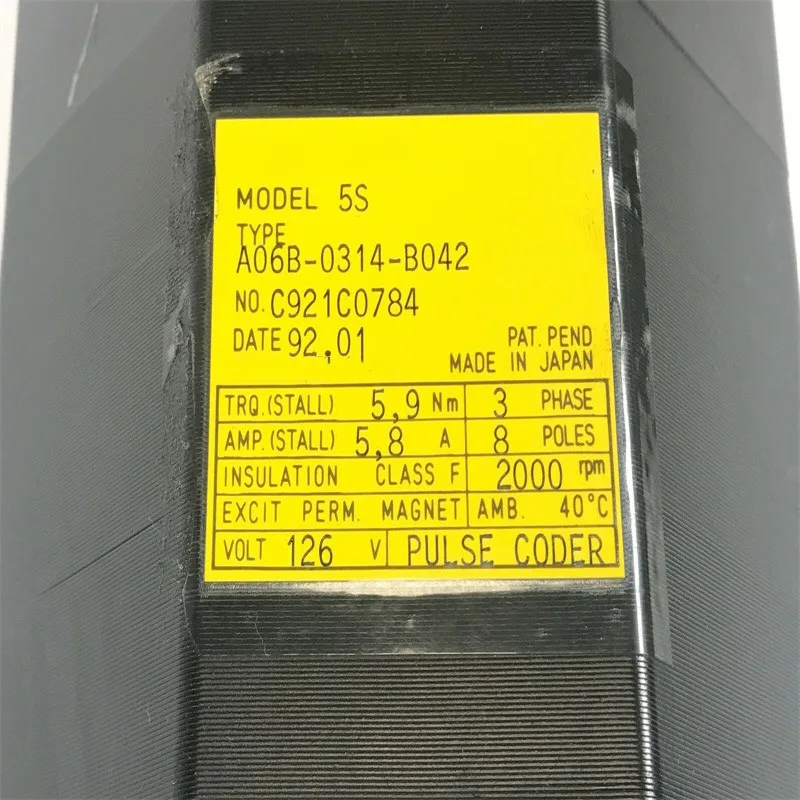 MODEL 5S
TYPE
A06B-0314-B042
NO. C921C0784
DATE 92.01
PAT. PEND
MADE IN JAPAN
TRQ.(STALL) 5,9 Nm 3 PHASE
AMP.(STALL) 5,8 A 8 POLES
INSULATION CLASS F 2000 rpm
EXCIT PERM. MAGNET AMB. 40°C
VOLT 126 V PULSE CODER